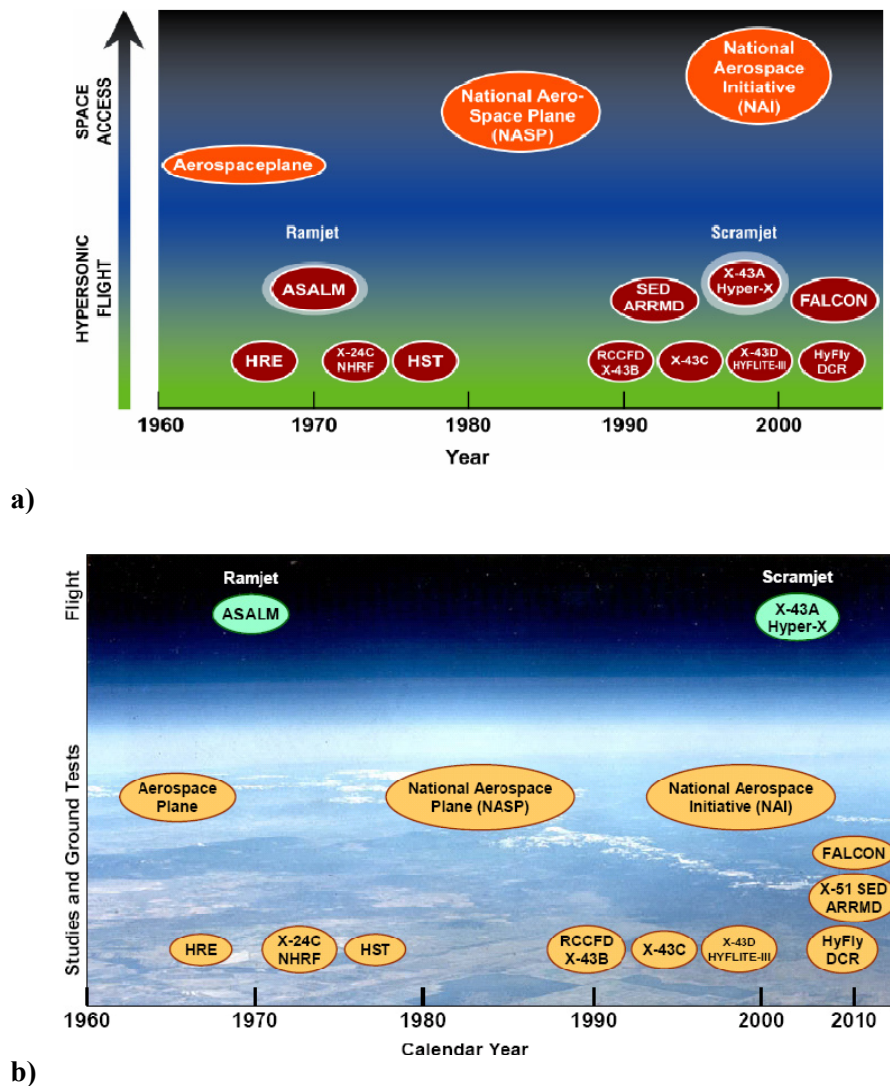 SPACE
ACCESS
HYPERSONIC
FLIGHT
National
Aerospace
Initiative
(NAI)
National Aero-
Space Plane
(NASP)
Aerospaceplane
Ramjet
Scramjet
ASALM
SED
ARRMD
X-43A
Hyper-X
FALCON
HRE
X-24C
NHRF
HST
RCCFD
X-43B
X-43C
X-43D
HYFLITE-III
HyFly
DCR
1960
1970
1980
1990
2000
Year
a)
Flight
Studies and Ground Tests
Ramjet
Scramjet
ASALM
X-43A
Hyper-X
Aerospace
Plane
National Aerospace
Plane (NASP)
National Aerospace
Initiative (NAI)
FALCON
X-51 SED
ARRMD
HRE
X-24C
NHRF
HST
RCCFD
X-43B
X-43C
X-43D
HYFLITE-III
HyFly
DCR
1960
1970
1980
1990
2000
2010
Calendar Year
b)